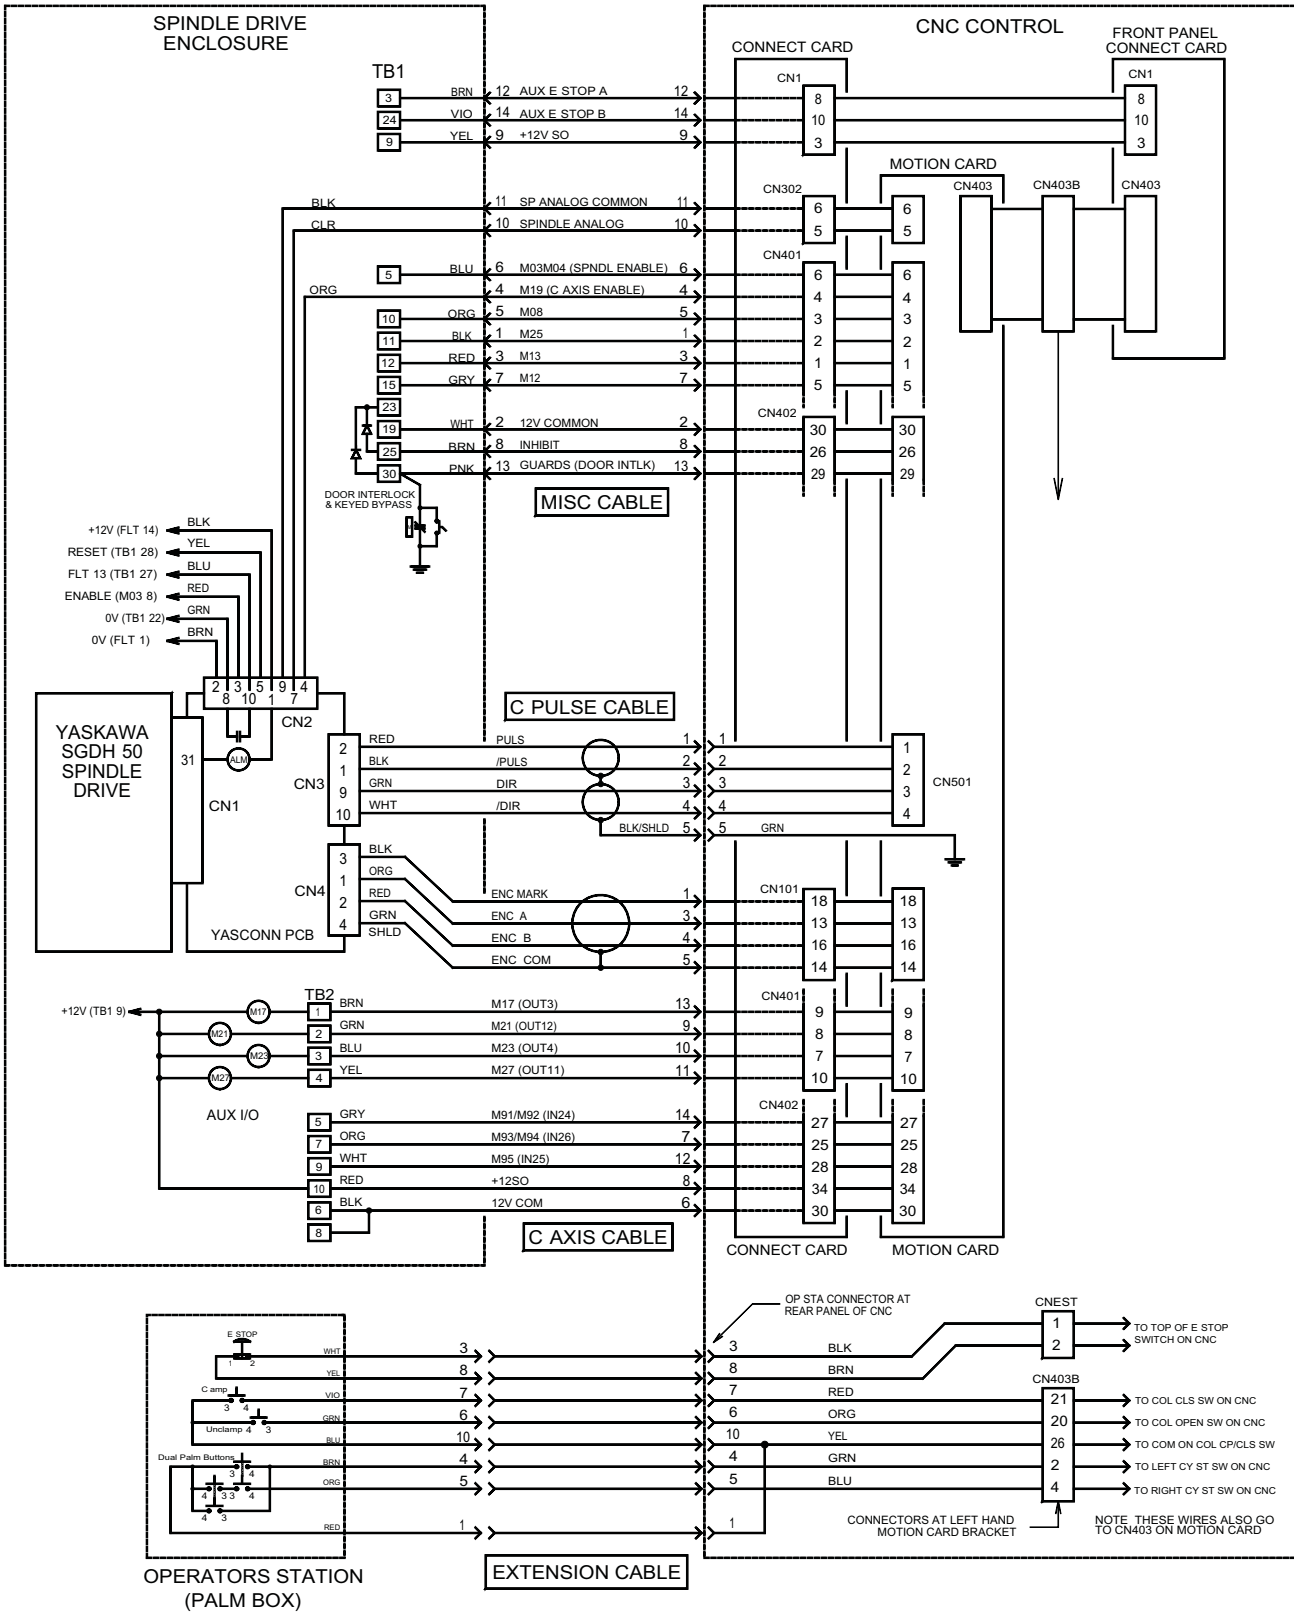 SPINDLE DRIVE
ENCLOSURE
CNC CONTROL
CONNECT CARD
FRONT PANEL
CONNECT CARD
TB1
CN1
CN1
3 BRN 12 AUX E STOP A 12 8 8
24 VIO 14 AUX E STOP B 14 10 10
9 YEL 9 +12V SO 9 3 3
MOTION CARD
CN302 CN403 CN403B CN403
BLK 11 SP ANALOG COMMON 11 6 6
CLR 10 SPINDLE ANALOG 10 5 5
CN401
5 BLU 6 M03M04 (SPNDL ENABLE) 6 6 6
ORG 4 M19 (C AXIS ENABLE) 4 4 4
10 ORG 5 M08 5 3 3
11 BLK 1 M25 1 2 2
12 RED 3 M13 3 1 1
15 GRY 7 M12 7 5 5
23
CN402
19 WHT 2 12V COMMON 2 30 30
25 BRN 8 INHIBIT 8 26 26
30 PNK 13 GUARDS (DOOR INTLK) 13 29 29
DOOR INTERLOCK
& KEYED BYPASS
MISC CABLE
+12V (FLT 14) BLK
RESET (TB1 28) YEL
FLT 13 (TB1 27) BLU
ENABLE (M03 8) RED
0V (TB1 22) GRN
0V (FLT 1) BRN
2 3 5 9 4
8 10 1 7
CN2
C PULSE CABLE
YASKAWA
SGDH 50
SPINDLE
DRIVE
31
ALM
CN1
CN3
2 RED PULS 1 1 1
1 BLK /PULS 2 2 2
9 GRN DIR 3 3 3
10 WHT /DIR 4 4 4
CN501
BLK/SHLD 5 5 GRN
CN4
3 BLK ENC MARK 1 CN101 18 18
1 ORG ENC A 3 13 13
2 RED ENC B 4 16 16
4 GRN ENC COM 5 14 14
SHLD
YASCONN PCB
TB2
CN401
+12V (TB1 9) M17 1 BRN M17 (OUT3) 13 9 9
M21 2 GRN M21 (OUT12) 9 8 8
M23 3 BLU M23 (OUT4) 10 7 7
M27 4 YEL M27 (OUT11) 11 10 10
AUX I/O
CN402
5 GRY M91/M92 (IN24) 14 27 27
7 ORG M93/M94 (IN26) 7 25 25
9 WHT M95 (IN25) 12 28 28
10 RED +12SO 8 34 34
6 BLK 12V COM 6 30 30
8
C AXIS CABLE
CONNECT CARD
MOTION CARD
OP STA CONNECTOR AT
REAR PANEL OF CNC
CNEST
E STOP
1 2
WHT 3 3 BLK 1 TO TOP OF E STOP
YEL 8 8 BRN 2 SWITCH ON CNC
CN403B
C amp
3 4
VIO 7 7 RED 21 TO COL CLS SW ON CNC
Unclamp 4 3
GRN 6 6 ORG 20 TO COL OPEN SW ON CNC
BLU 10 10 YEL 26 TO COM ON COL CP/CLS SW
Dual Palm Buttons
3 4
BRN 4 4 GRN 2 TO LEFT CY ST SW ON CNC
4 3 3 4
ORG 5 5 BLU 4 TO RIGHT CY ST SW ON CNC
4 3
RED 1 1
CONNECTORS AT LEFT HAND
MOTION CARD BRACKET
NOTE THESE WIRES ALSO GO
TO CN403 ON MOTION CARD
OPERATORS STATION
(PALM BOX)
EXTENSION CABLE